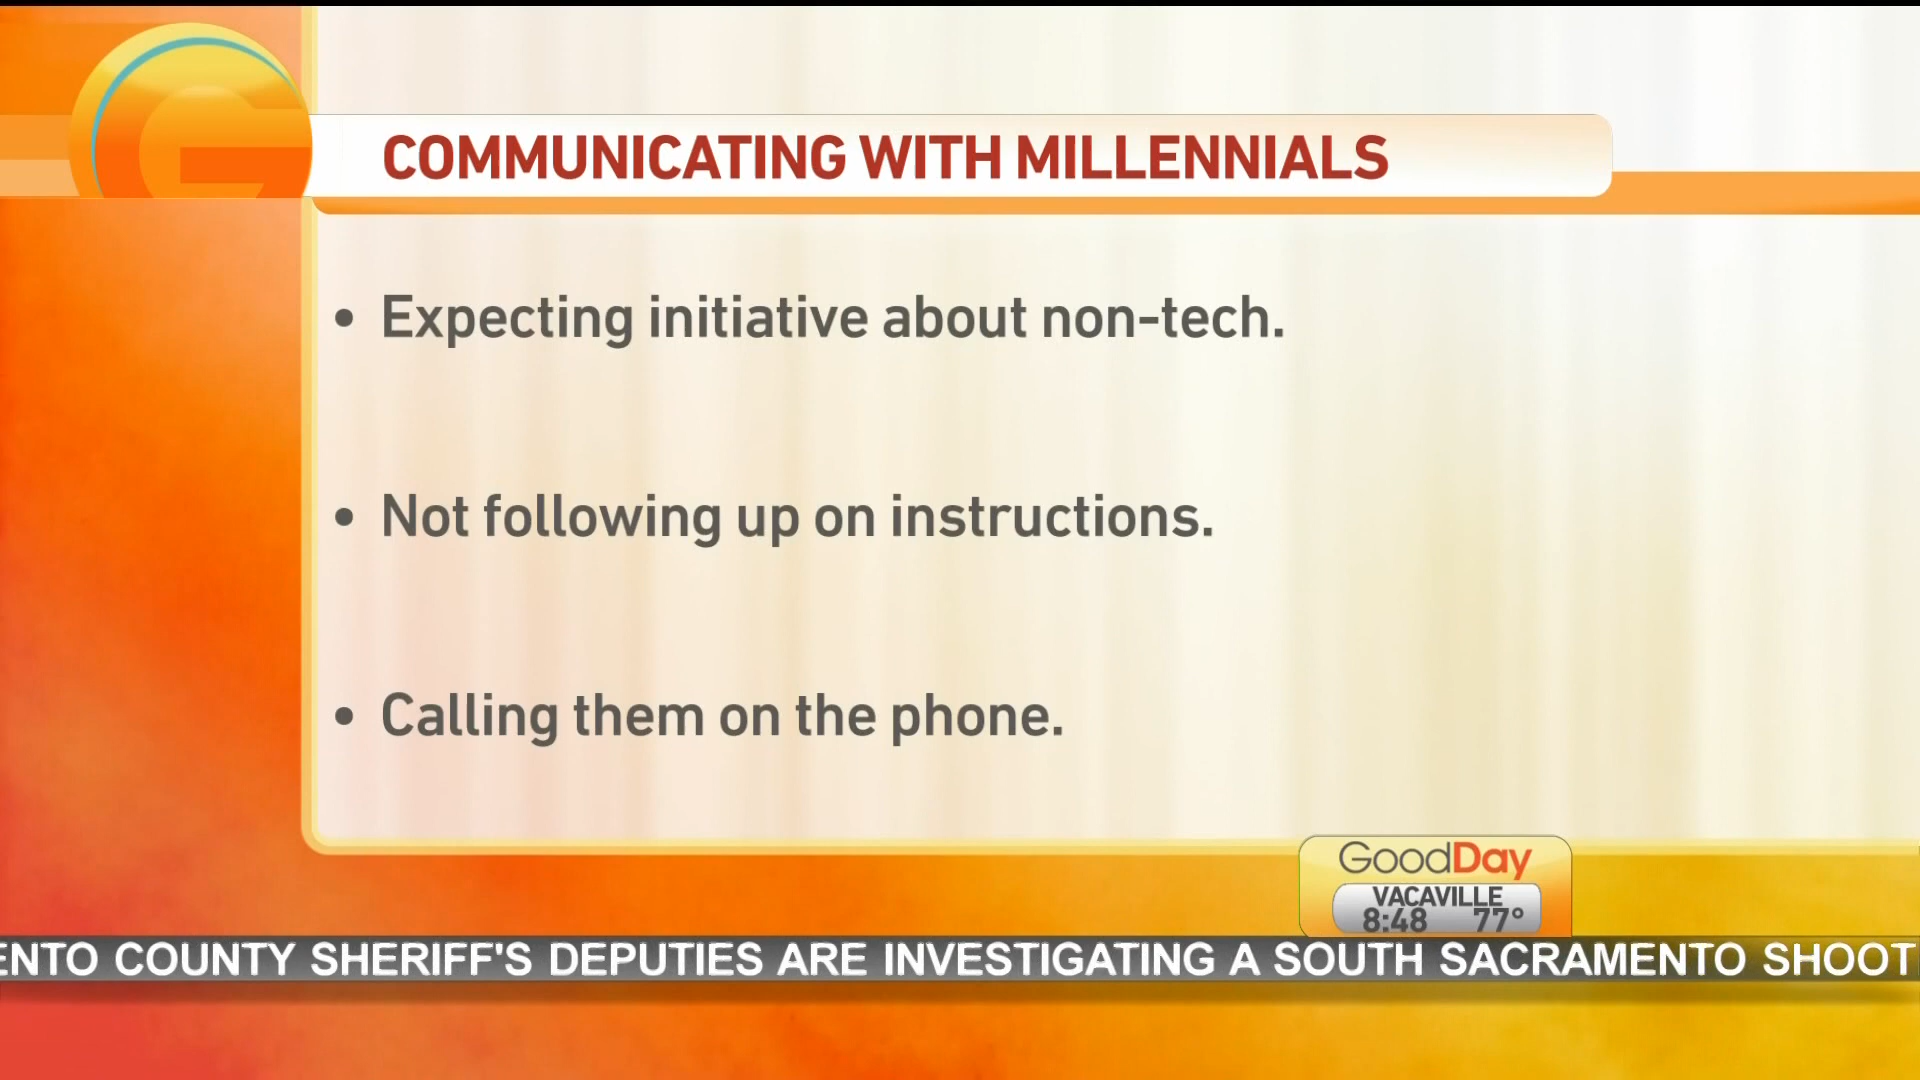 COMMUNICATING WITH MILLENNIALS
• Expecting initiative about non-tech.
• Not following up on instructions.
• Calling them on the phone.
GoodDay
VACAVILLE
8:48 77°
ENTO COUNTY SHERIFF'S DEPUTIES ARE INVESTIGATING A SOUTH SACRAMENTO SHOOT